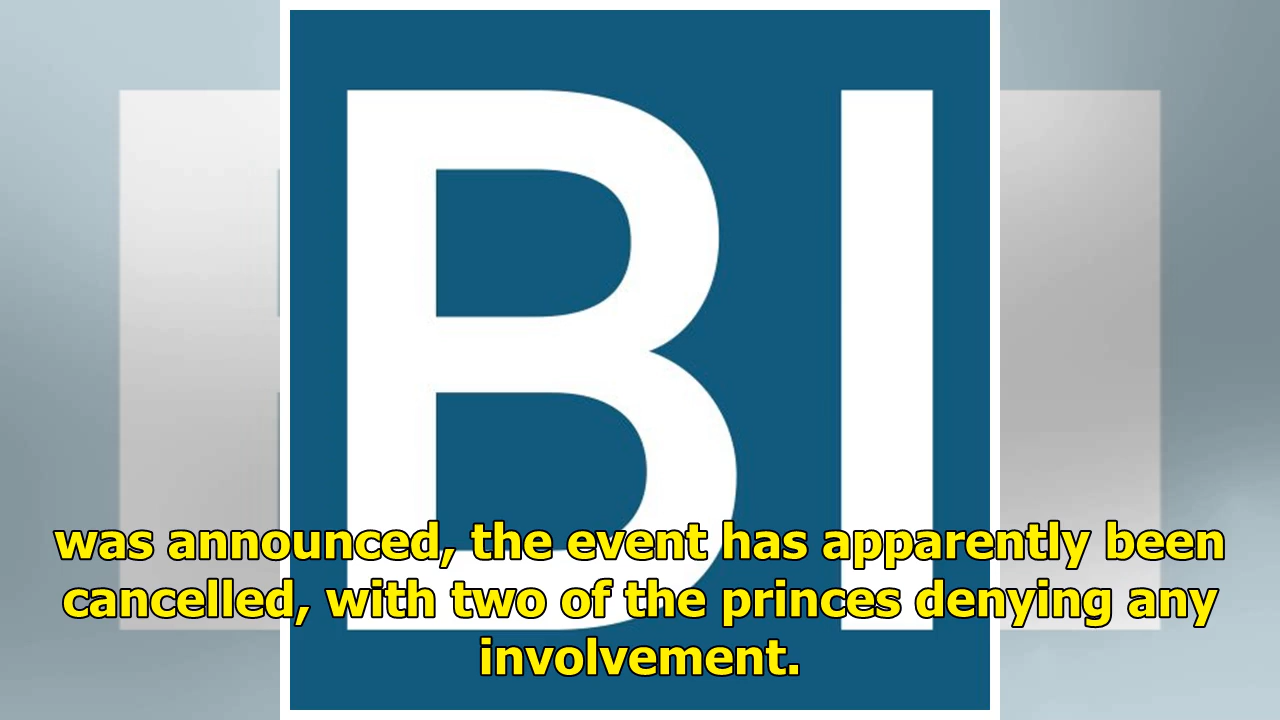 BI
was announced, the event has apparently been
cancelled, with two of the princes denying any
involvement.